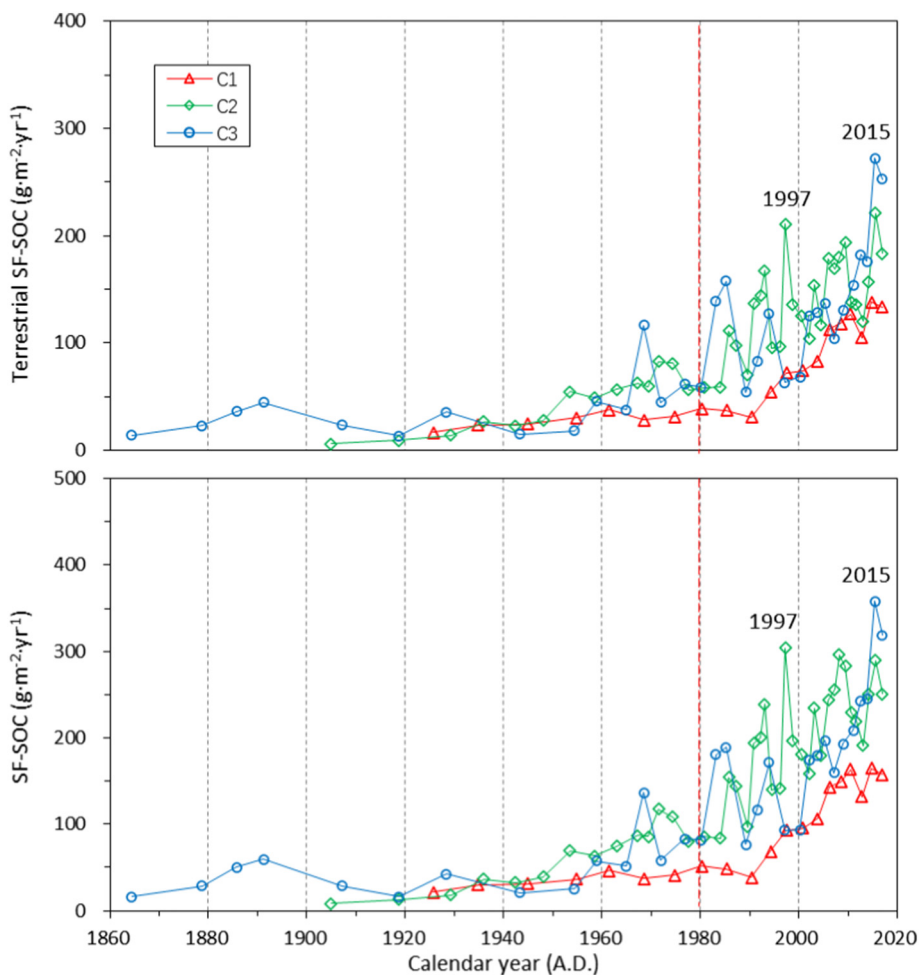 400
300
200
100
0
Terrestrial SF-SOC (g·m⁻²·yr⁻¹)
C1
C2
C3
1997
2015
500
400
300
200
100
0
SF-SOC (g·m⁻²·yr⁻¹)
1997
2015
1860 1880 1900 1920 1940 1960 1980 2000 2020
Calendar year (A.D.)